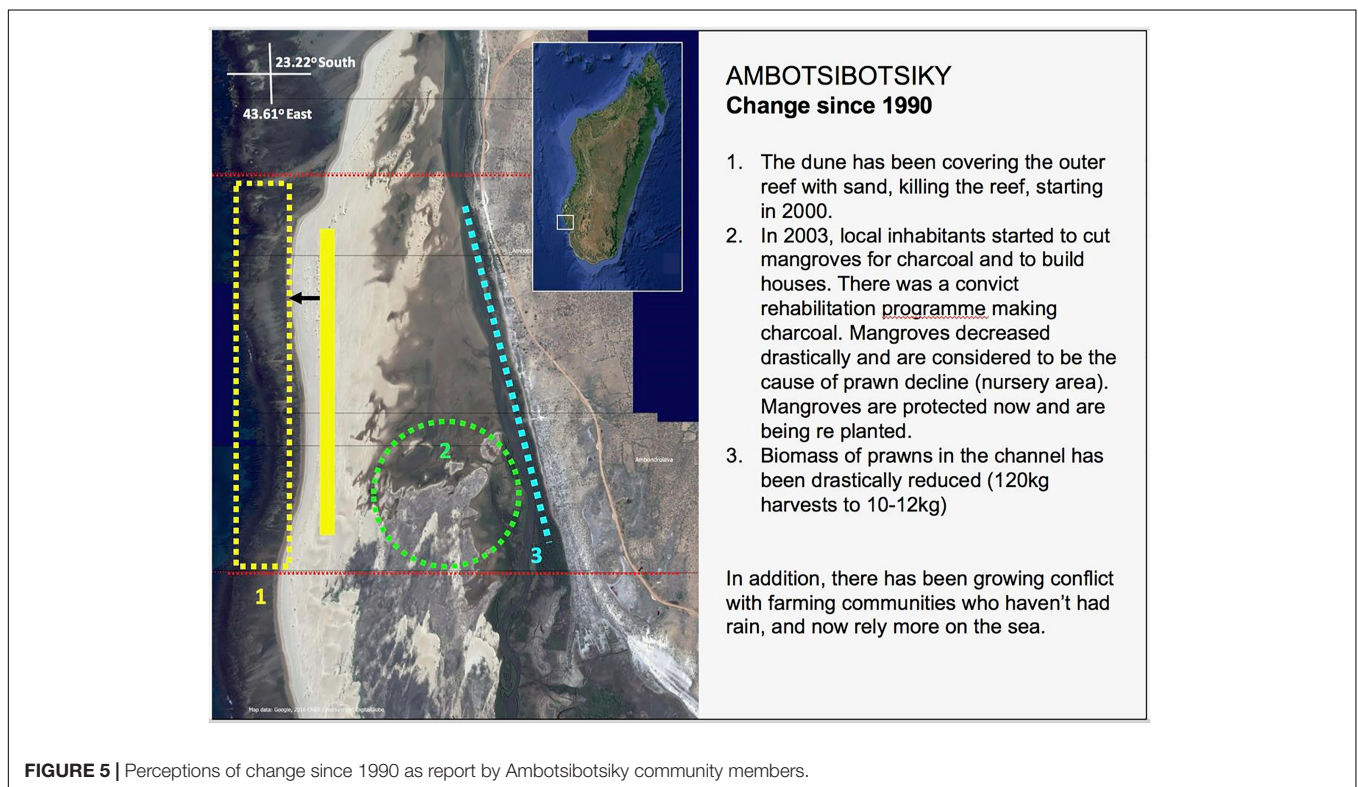 23.22º South
43.61º East
Ambondrolava
2
3
1
AMBOTSIBOTSIKY
Change since 1990
1. The dune has been covering the outer
reef with sand, killing the reef, starting
in 2000.
2. In 2003, local inhabitants started to cut
mangroves for charcoal and to build
houses. There was a convict
rehabilitation programme making
charcoal. Mangroves decreased
drastically and are considered to be the
cause of prawn decline (nursery area).
Mangroves are protected now and are
being re planted.
3. Biomass of prawns in the channel has
been drastically reduced (120kg
harvests to 10-12kg)
In addition, there has been growing conflict
with farming communities who haven't had
rain, and now rely more on the sea.
Map data: Google,
FIGURE 5 | Perceptions of change since 1990 as report by Ambotsibotsiky community members.